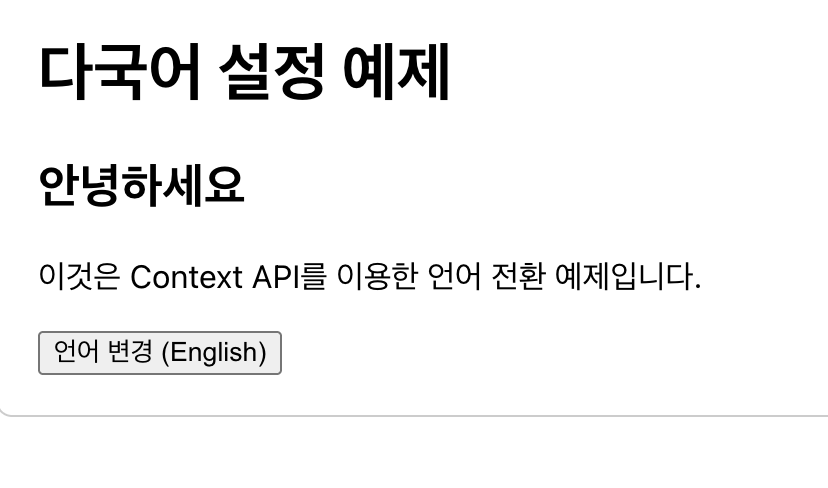 다국어 설정 예제
안녕하세요
이것은 Context API를 이용한 언어 전환 예제입니다.
언어 변경 (English)